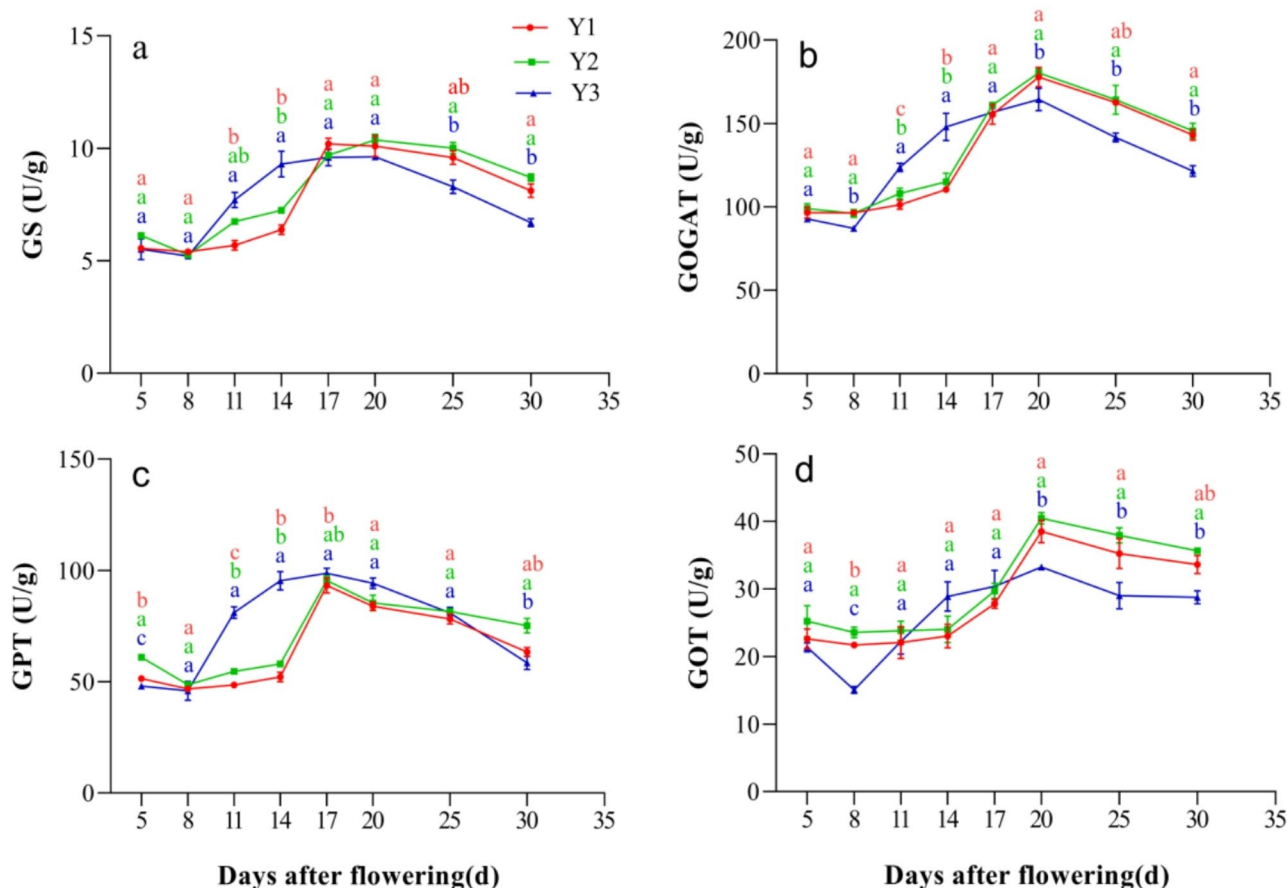 a
Y1
Y2
Y3
15
10
5
0
GS (U/g)
a a b b a a ab a
a a ab b a a a a
a a a a a a b b
5 8 11 14 17 20 25 30 35
b
200
150
100
50
0
GOGAT (U/g)
a a c b a a ab a
a a b b a a a a
a b a a a b b b
5 8 11 14 17 20 25 30 35
c
150
100
50
0
GPT (U/g)
b a c b b a a ab
a a b b ab a a a
c a a a a a a b
5 8 11 14 17 20 25 30 35
Days after flowering(d)
d
50
40
30
20
10
0
GOT (U/g)
a b a a a a a ab
a a a a a a a a
a c a a a b b b
5 8 11 14 17 20 25 30 35
Days after flowering(d)